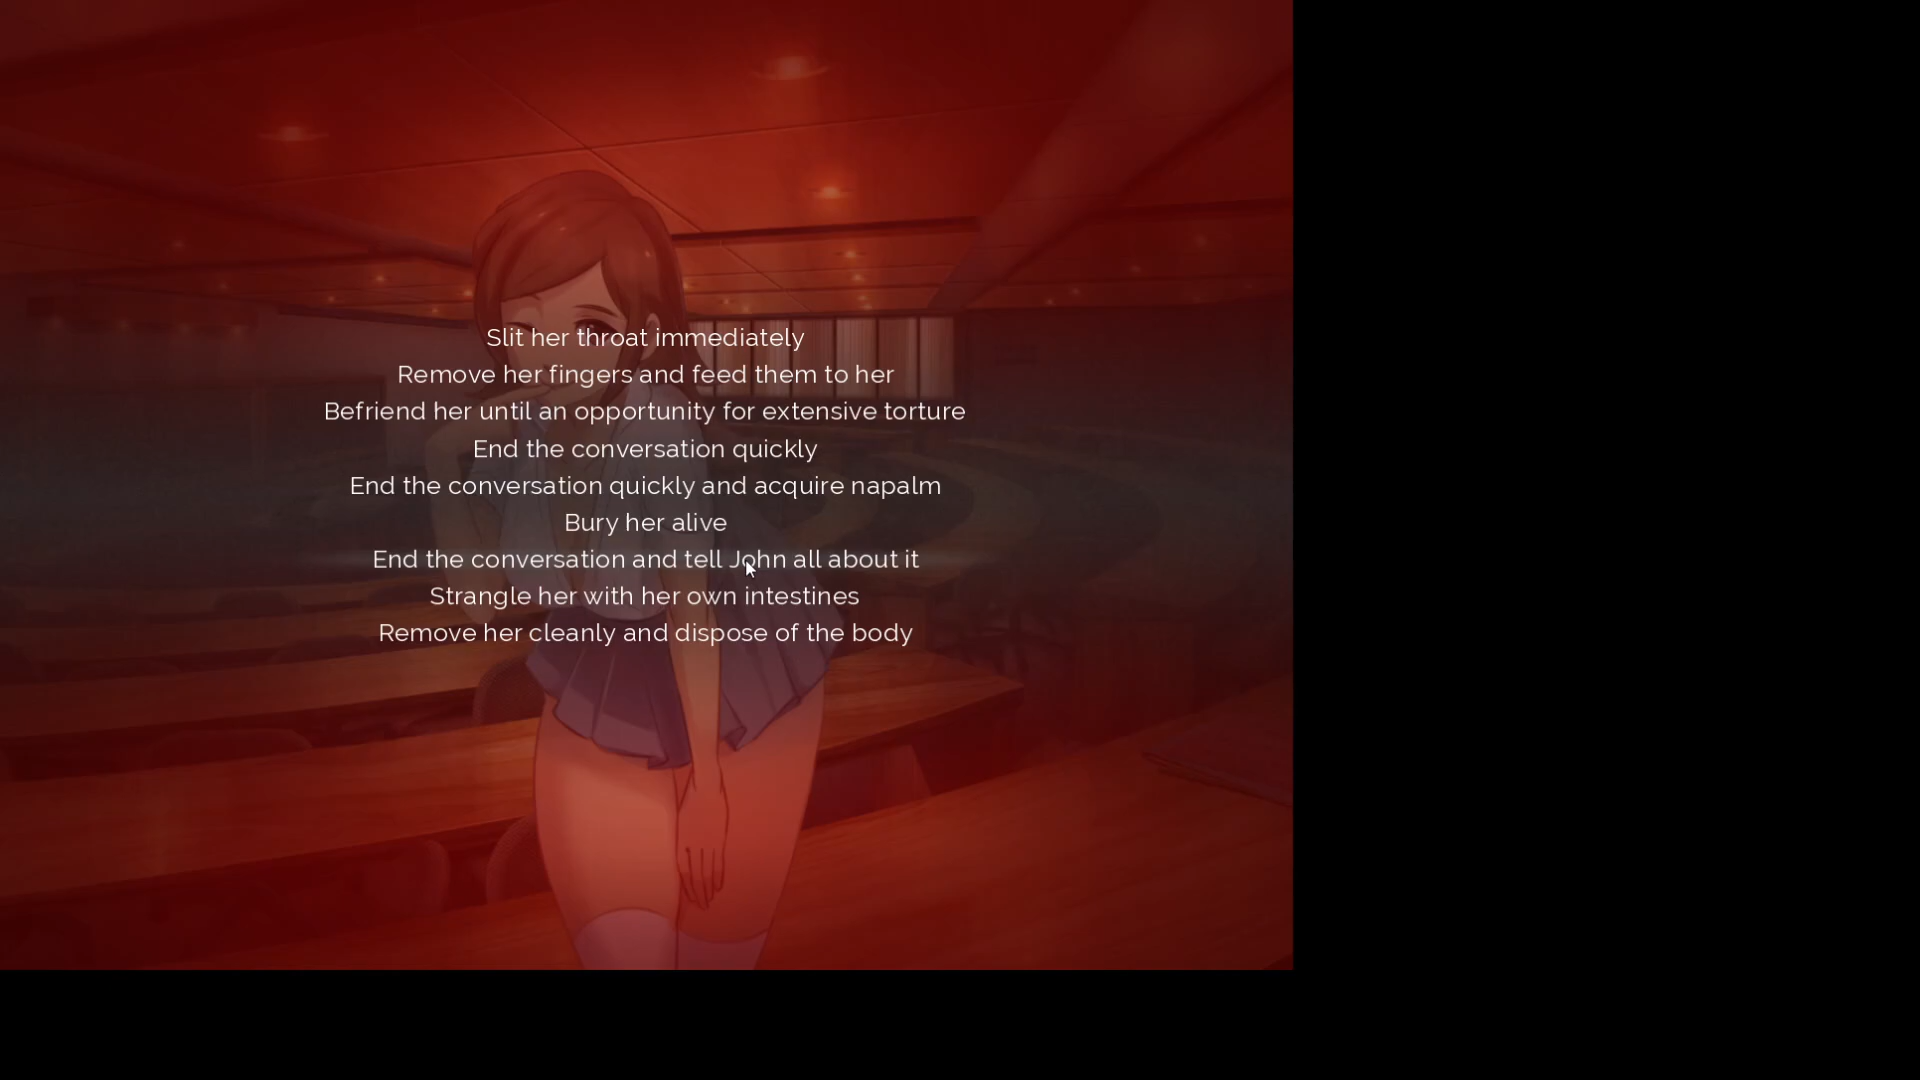 Slit her throat immediately
Remove her fingers and feed them to her
Befriend her until an opportunity for extensive torture
End the conversation quickly
End the conversation quickly and acquire napalm
Bury her alive
End the conversation and tell John all about it
Strangle her with her own intestines
Remove her cleanly and dispose of the body